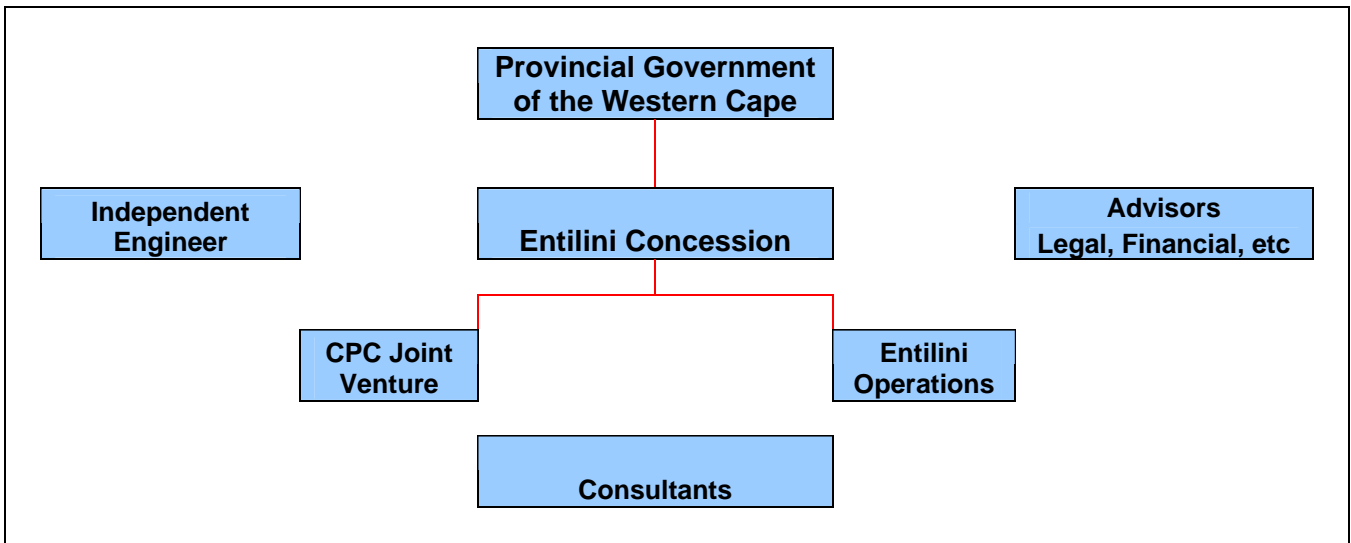 Provincial Government
of the Western Cape
Independent
Engineer
Entilini Concession
Advisors
Legal, Financial, etc
CPC Joint
Venture
Entilini
Operations
Consultants